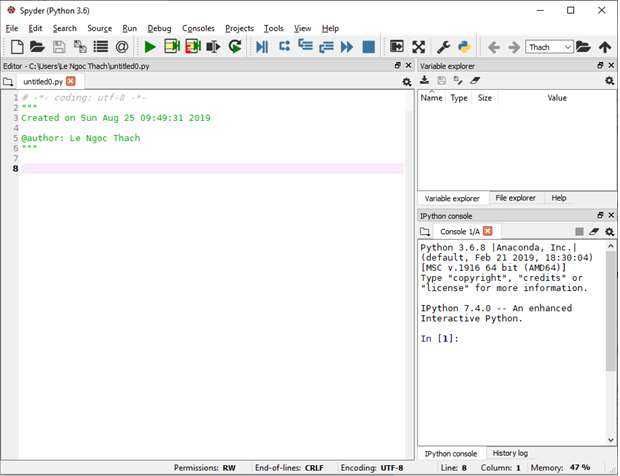 Spyder (Python 3.6)
File Edit Search Source Run Debug Consoles Projects Tools View Help
@ Thach
Editor - C:\Users\Le Ngoc Thach\untitled0.py
untitled0.py
1 # -*- coding: utf-8 -*-
2 """
3 Created on Sun Aug 25 09:49:31 2019
4
5 @author: Le Ngoc Thach
6 """
7
8
Variable explorer
Name Type Size Value
Variable explorer File explorer Help
IPython console
Console 1/A
Python 3.6.8 |Anaconda, Inc.|
(default, Feb 21 2019, 18:30:04)
[MSC v.1916 64 bit (AMD64)]
Type "copyright", "credits" or
"license" for more information.
IPython 7.4.0 -- An enhanced
Interactive Python.
In [1]:
IPython console History log
Permissions: RW End-of-lines: CRLF Encoding: UTF-8 Line: 8 Column: 1 Memory: 47 %